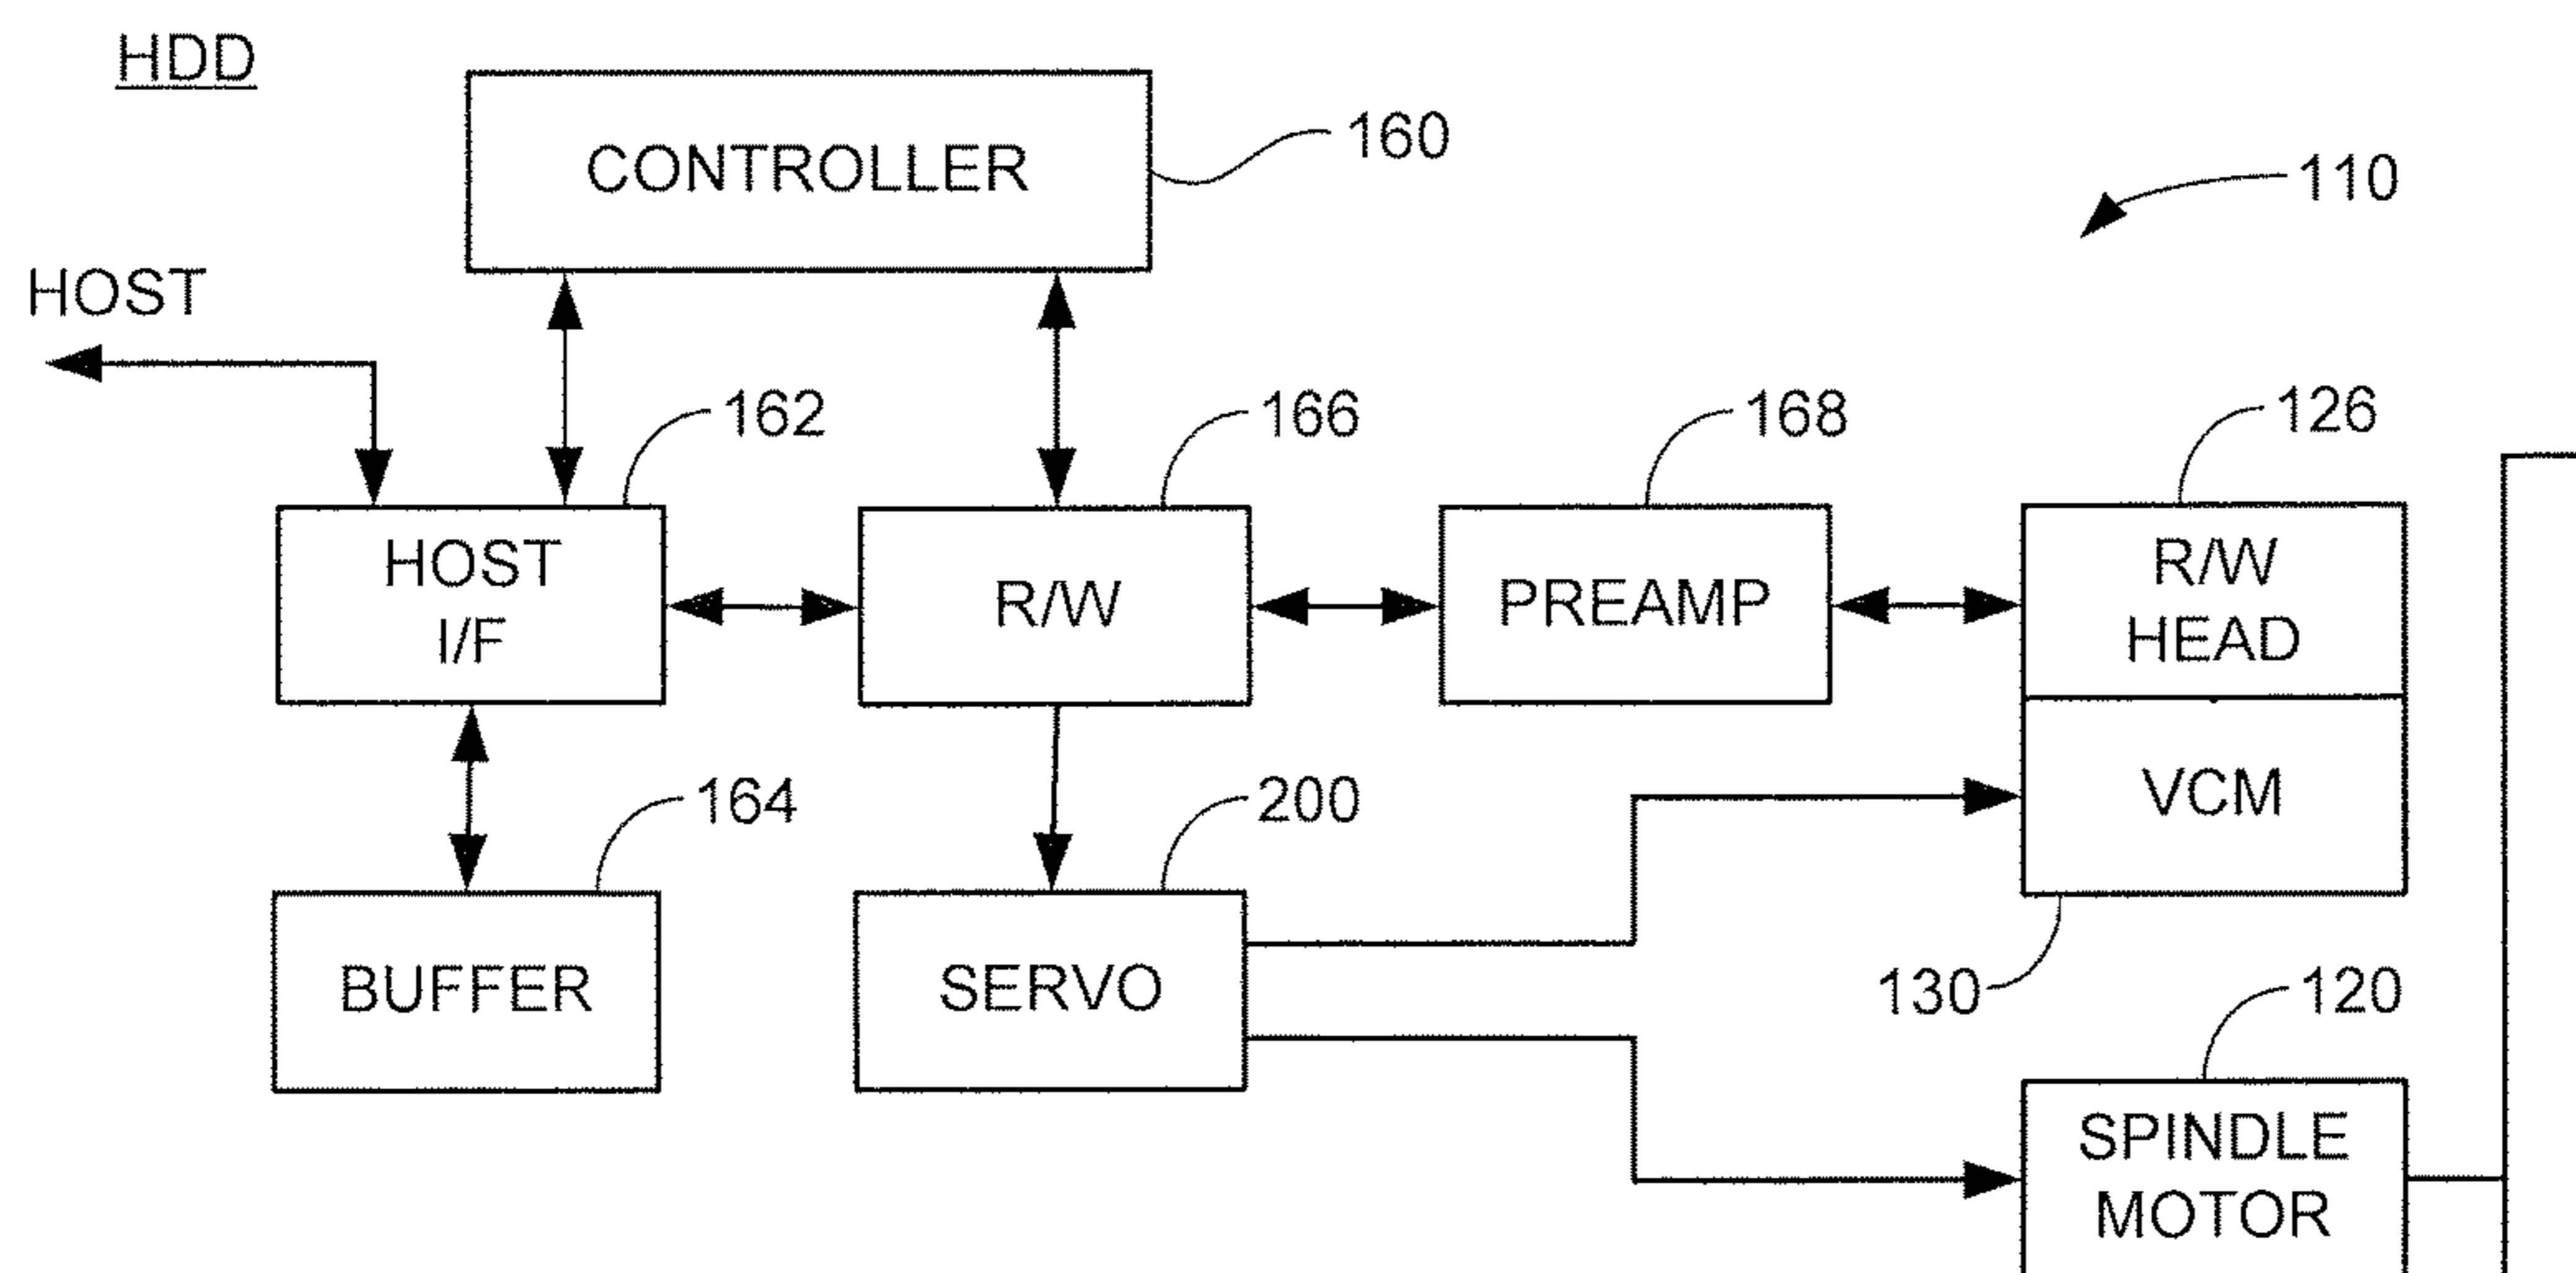 HDD
CONTROLLER
160
110
HOST
162
166
168
126
HOST
I/F
R/W
PREAMP
R/W
HEAD
VCM
164
200
BUFFER
SERVO
130
120
SPINDLE
MOTOR